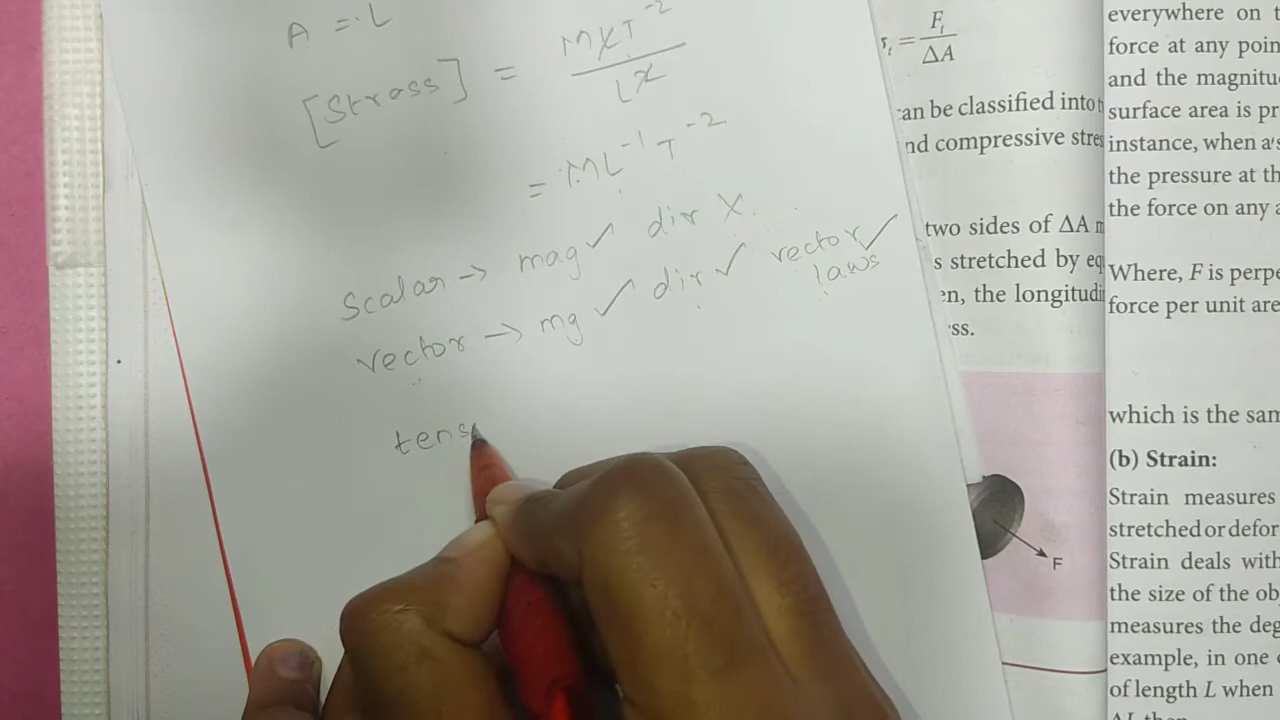 A = L
[Stress] = MLT⁻² / L²
= ML⁻¹T⁻²
Scalar → mag ✓ dir X
vector → mg ✓ dir ✓ vector ✓
laws
tens
= Fₜ / ΔA
can be classified into
nd compressive stres
two sides of ΔA
s stretched by eq
en, the longitudi
ss.
F
everywhere on t
force at any poin
and the magnitu
surface area is pr
instance, when a
the pressure at th
the force on any a
Where, F is perpe
force per unit are
which is the sam
(b) Strain:
Strain measures
stretched or defor
Strain deals with
the size of the ob
measures the deg
example, in one
of length L when